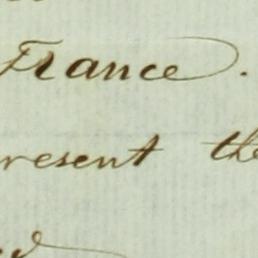 France.
resent the